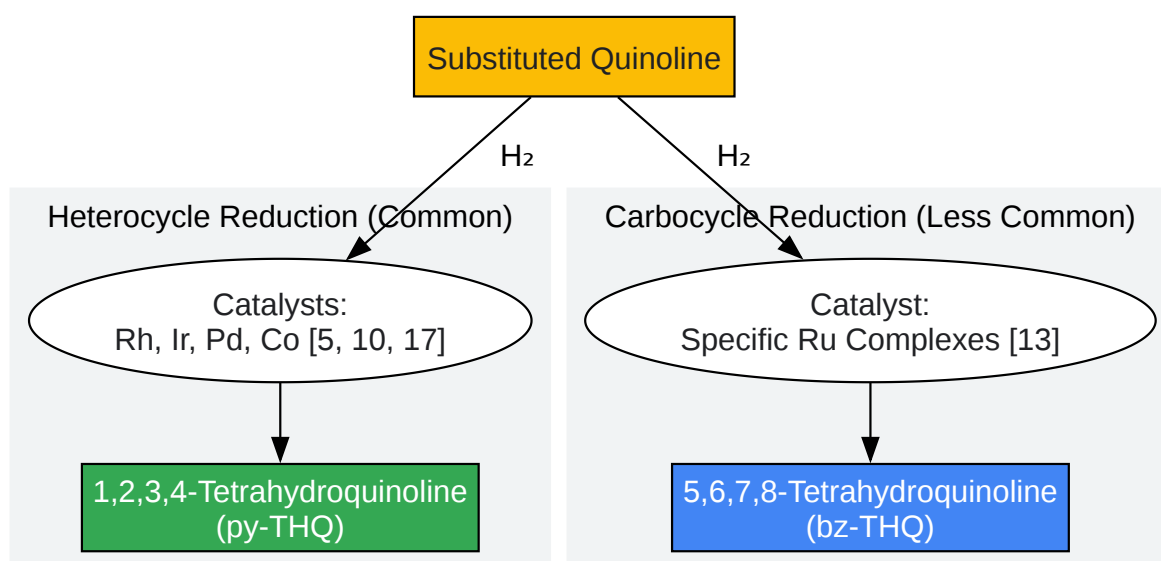 Substituted Quinoline
H₂
H₂
Heterocycle Reduction (Common)
Carbocycle Reduction (Less Common)
Catalysts:
Rh, Ir, Pd, Co [5, 10, 17]
Catalyst:
Specific Ru Complexes [13]
1,2,3,4-Tetrahydroquinoline
(py-THQ)
5,6,7,8-Tetrahydroquinoline
(bz-THQ)